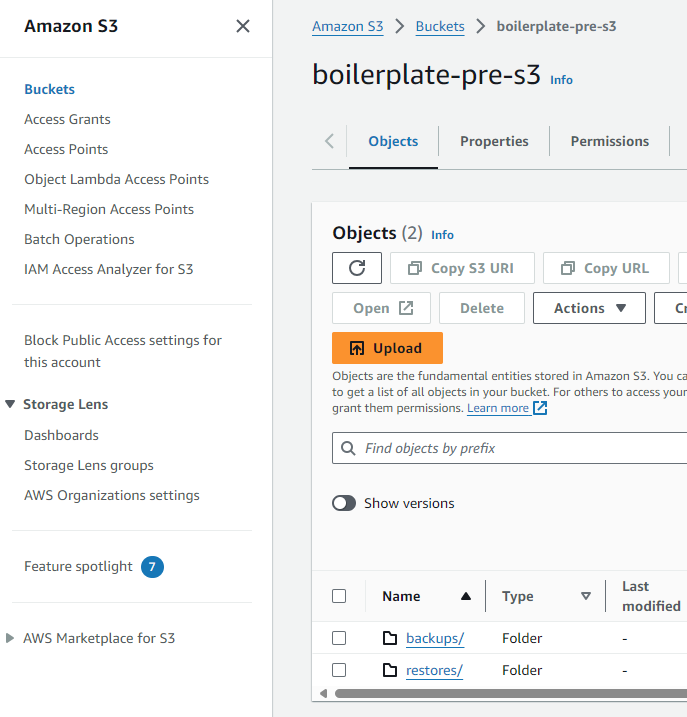 Amazon S3
Buckets
Access Grants
Access Points
Object Lambda Access Points
Multi-Region Access Points
Batch Operations
IAM Access Analyzer for S3
Block Public Access settings for
this account
Storage Lens
Dashboards
Storage Lens groups
AWS Organizations settings
Feature spotlight 7
AWS Marketplace for S3
Amazon S3 > Buckets > boilerplate-pre-s3
boilerplate-pre-s3 Info
Objects Properties Permissions
Objects (2) Info
Copy S3 URI Copy URL
Open Delete Actions
Upload
Objects are the fundamental entities stored in Amazon S3. You ca
to get a list of all objects in your bucket. For others to access your
grant them permissions. Learn more
Find objects by prefix
Show versions
Name Type Last
modified
backups/ Folder -
restores/ Folder -